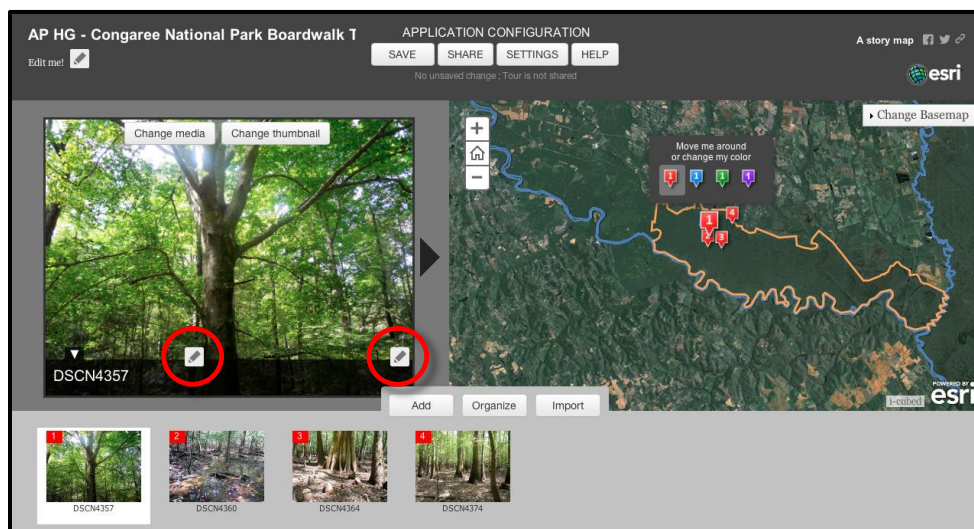 AP HG - Congaree National Park Boardwalk T
Edit me!
APPLICATION CONFIGURATION
SAVE SHARE SETTINGS HELP
No unsaved change ; Tour is not shared
A story map
esri
Change media Change thumbnail
DSCN4357
+
−
Move me around
or change my color
1 1 1 1
1 4
2 3
Change Basemap
POWERED BY
esri
i-cubed
Add Organize Import
1 2 3 4
DSCN4357 DSCN4360 DSCN4364 DSCN4374